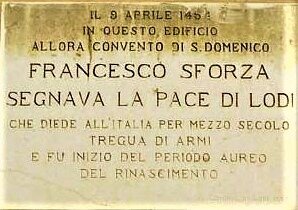 IL 9 APRILE 1454
IN QUESTO EDIFICIO
ALLORA CONVENTO DI S. DOMENICO
FRANCESCO SFORZA
SEGNAVA LA PACE DI LODI
CHE DIEDE ALL'ITALIA PER MEZZO SECOLO
TREGUA DI ARMI
E FU INIZIO DEL PERIODO AUREO
DEL RINASCIMENTO